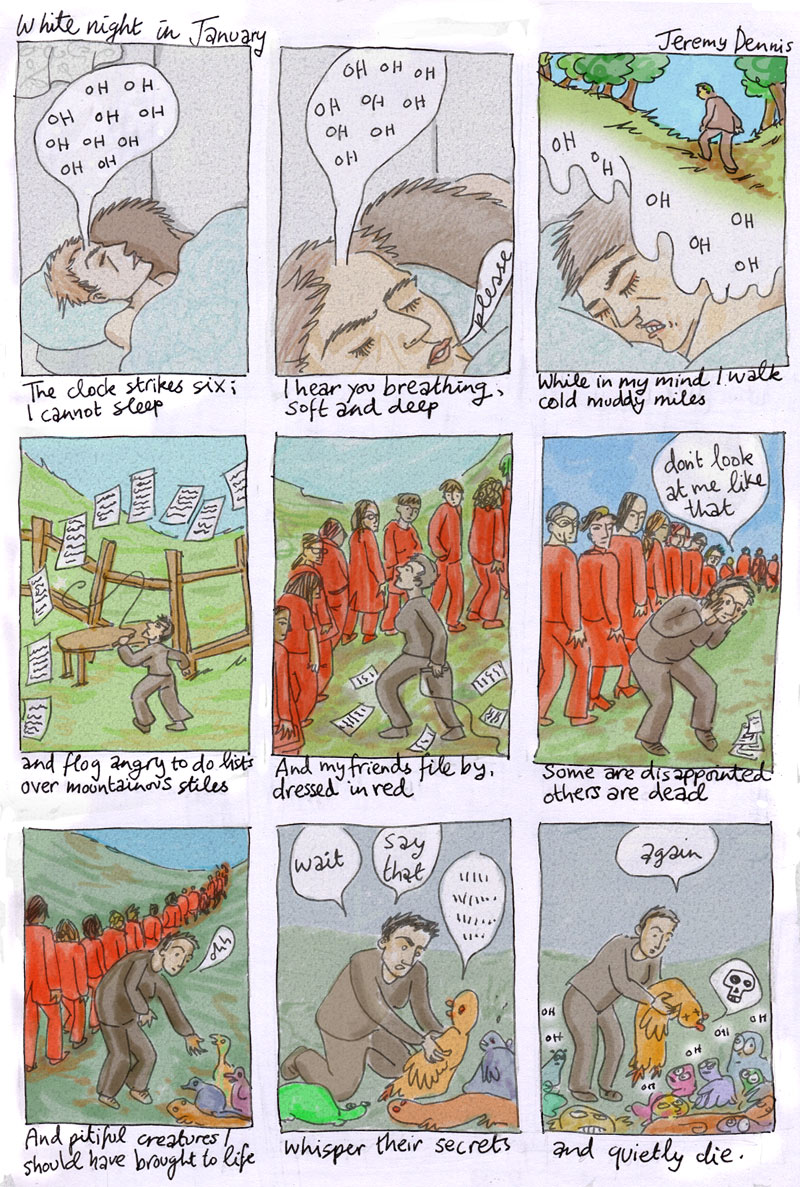 White night in January
Jeremy Dennis
OH OH
OH OH OH
OH OH OH
OH OH
The clock strikes six;
I cannot sleep
OH OH OH
OH OH OH
OH OH
OH
please
I hear you breathing,
soft and deep
OH
OH
OH
OH
OH
OH
While in my mind I walk
cold muddy miles
and flog angry to do lists
over mountainous stiles
And my friends file by,
dressed in red
don't look
at me like
that
Some are disappointed
others are dead
ohh
And pitiful creatures I
should have brought to life
wait
say
that
whisper their secrets
again
OH
OH
OH
OH
OH
OH
and quietly die.